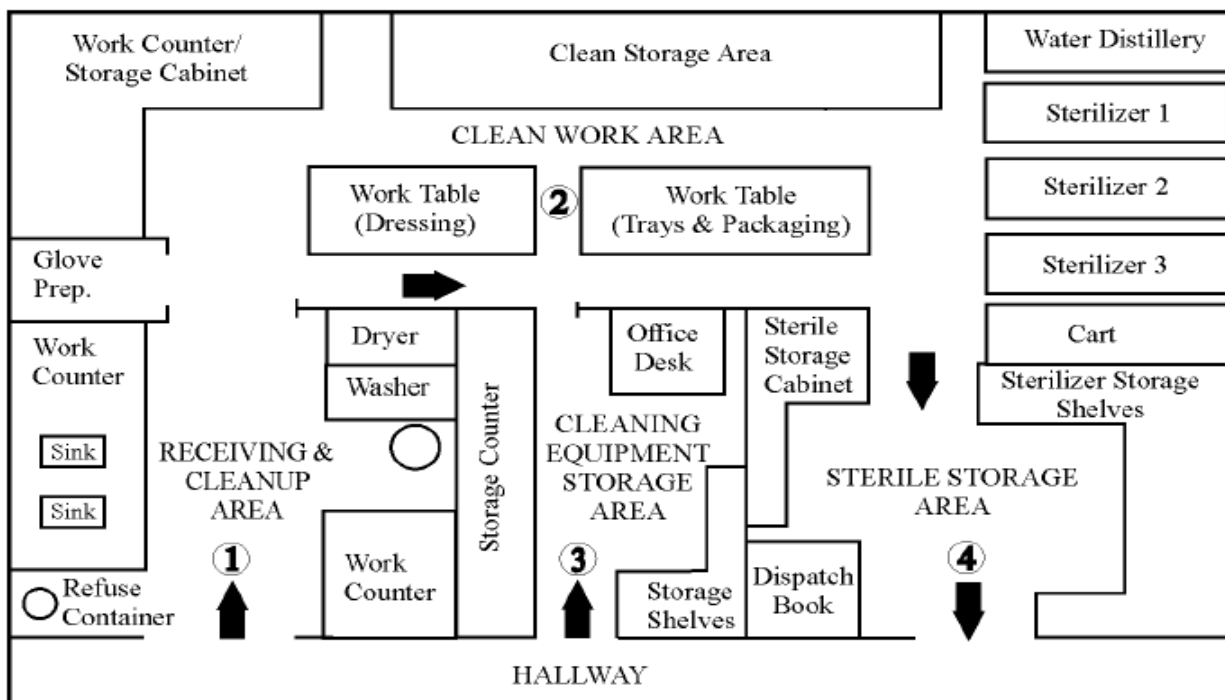 Work Counter/
Storage Cabinet
Clean Storage Area
Water Distillery
Sterilizer 1
CLEAN WORK AREA
Work Table
(Dressing)
2
Work Table
(Trays & Packaging)
Sterilizer 2
Glove
Prep.
Sterilizer 3
Work
Counter
Dryer
Washer
Office
Desk
Sterile
Storage
Cabinet
Cart
Sterilizer Storage
Shelves
Sink
Sink
RECEIVING &
CLEANUP
AREA
Storage Counter
CLEANING
EQUIPMENT
STORAGE
AREA
STERILE STORAGE
AREA
1
3
4
Refuse
Container
Work
Counter
Storage
Shelves
Dispatch
Book
HALLWAY